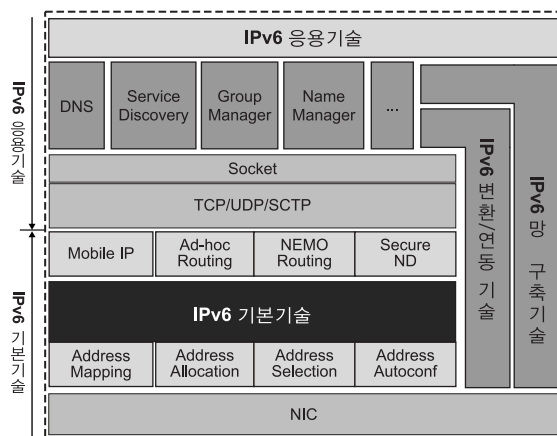 IPv6 응용기술
DNS
Service
Discovery
Group
Manager
Name
Manager
...
Socket
TCP/UDP/SCTP
Mobile IP
Ad-hoc
Routing
NEMO
Routing
Secure
ND
IPv6 기본기술
Address
Mapping
Address
Allocation
Address
Selection
Address
Autoconf
NIC
IPv6 응용기술
IPv6 기본기술
IPv6 변환/연동 기술
IPv6 망 구축기술